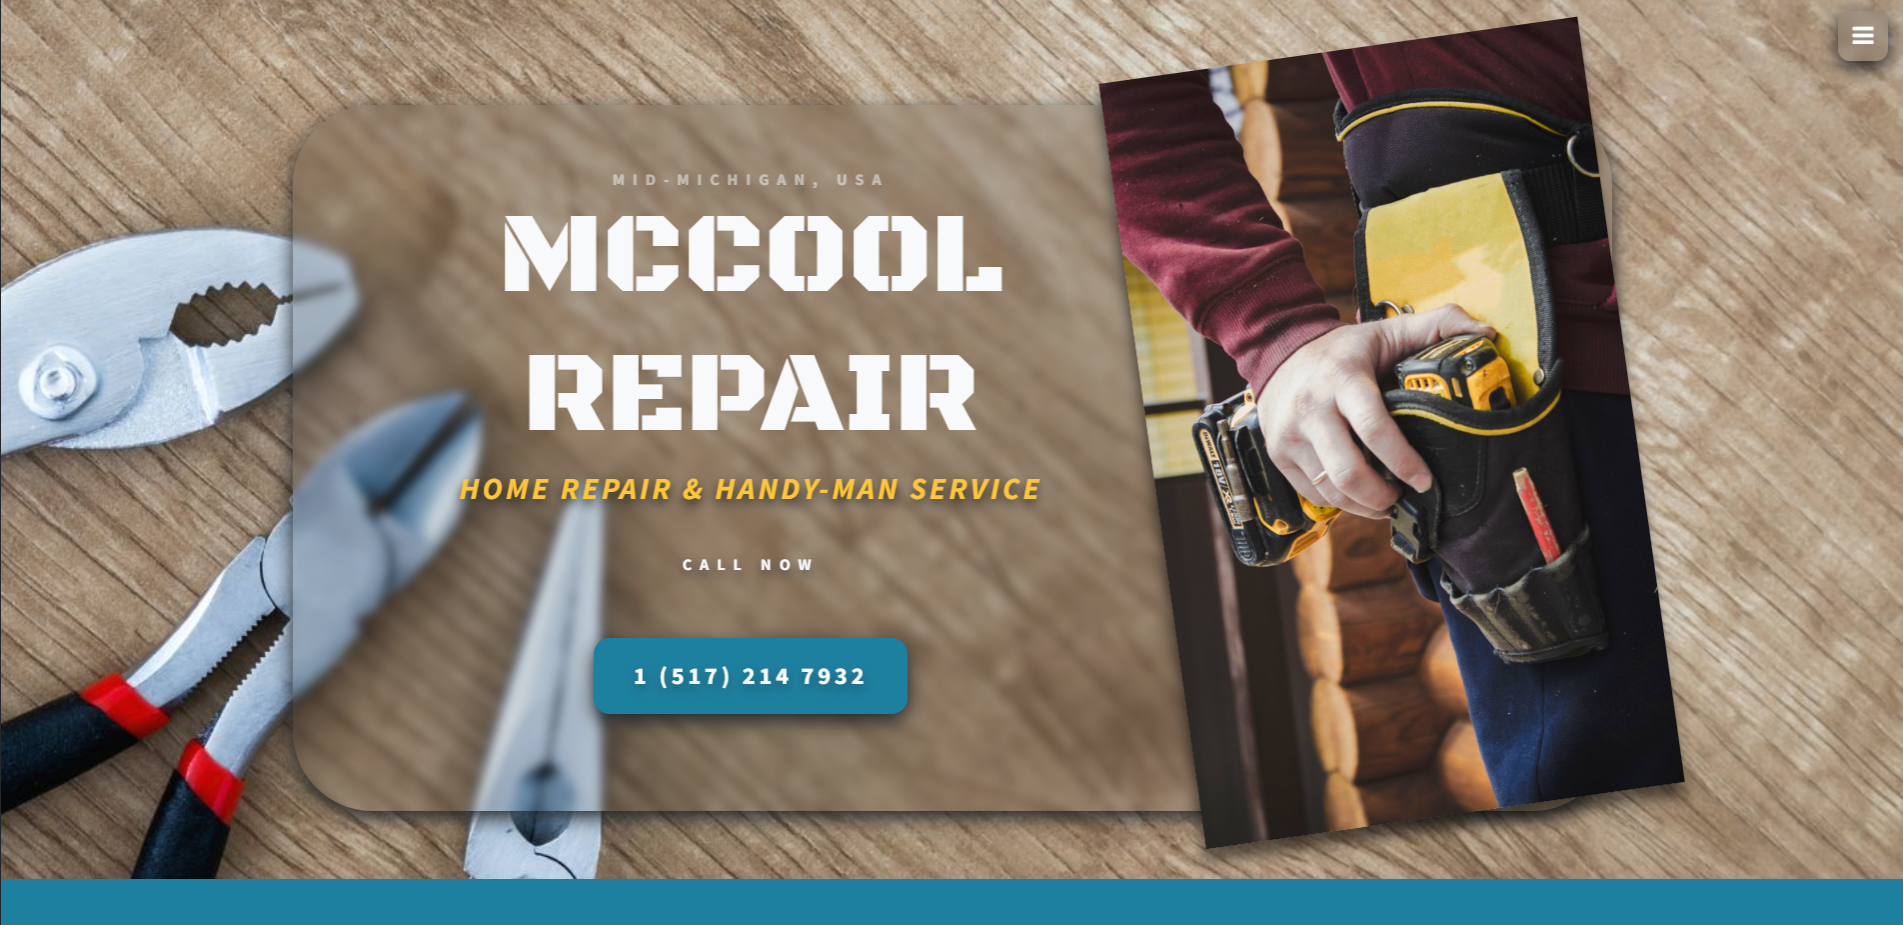 MID-MICHIGAN, USA
MCCOOL
REPAIR
HOME REPAIR & HANDY-MAN SERVICE
CALL NOW
1 (517) 214 7932